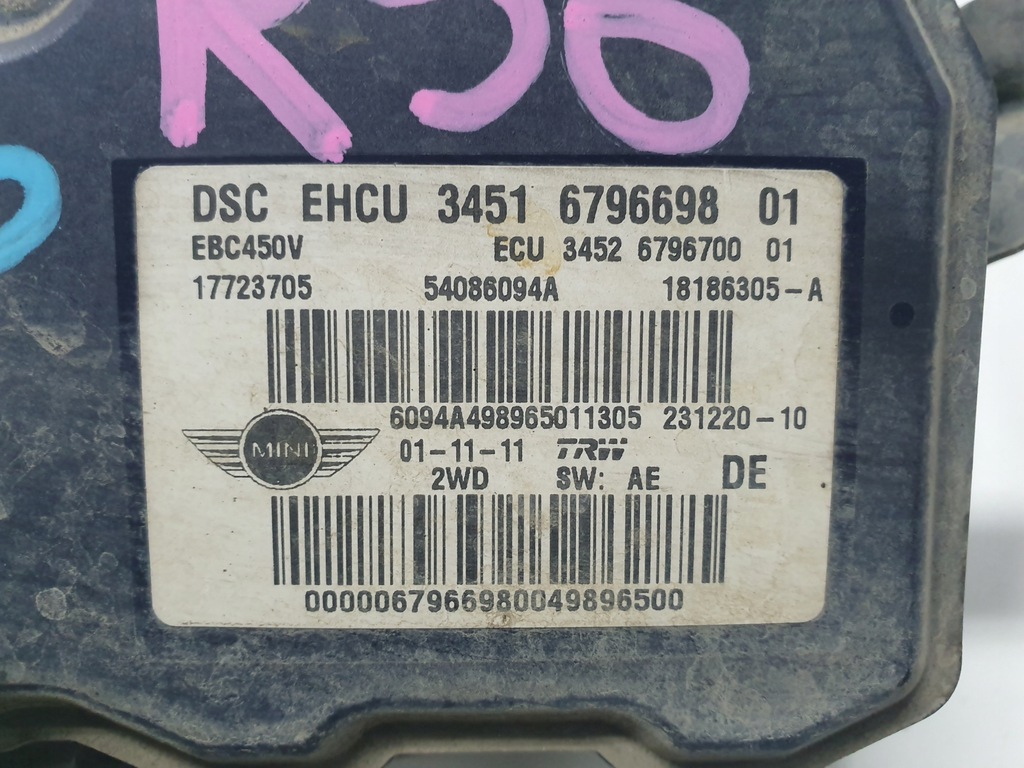 R56
DSC EHCU 3451 6796698 01
EBC450V ECU 3452 6796700 01
17723705 54086094A 18186305-A
6094A498965011305 231220-10
MINI 01-11-11 TRW
2WD SW: AE DE
0000067966980049896500